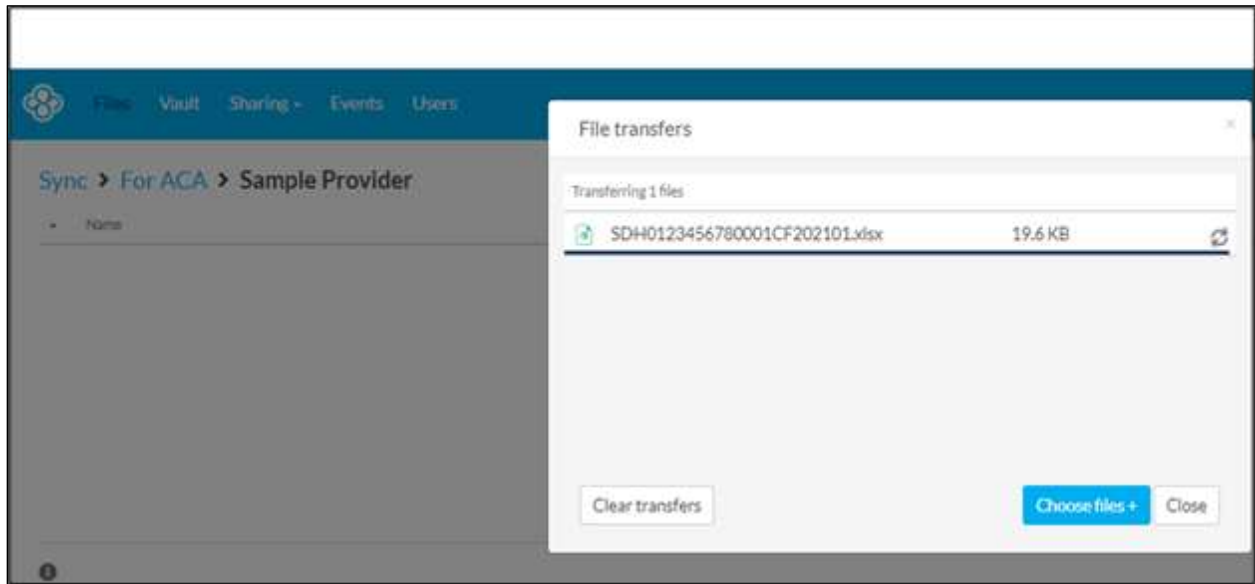 Files Vault Sharing Events Users
File transfers
Sync > For ACA > Sample Provider
Transferring 1 files
Name
SDH0123456780001CF202101.xlsx 19.6 KB
Clear transfers Choose files + Close